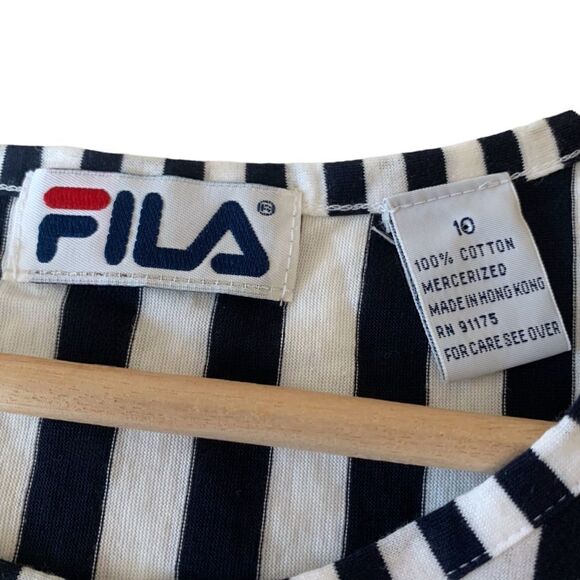 FILA®
10
100% COTTON
MERCERIZED
MADE IN HONG KONG
RN 91175
FOR CARE SEE OVER